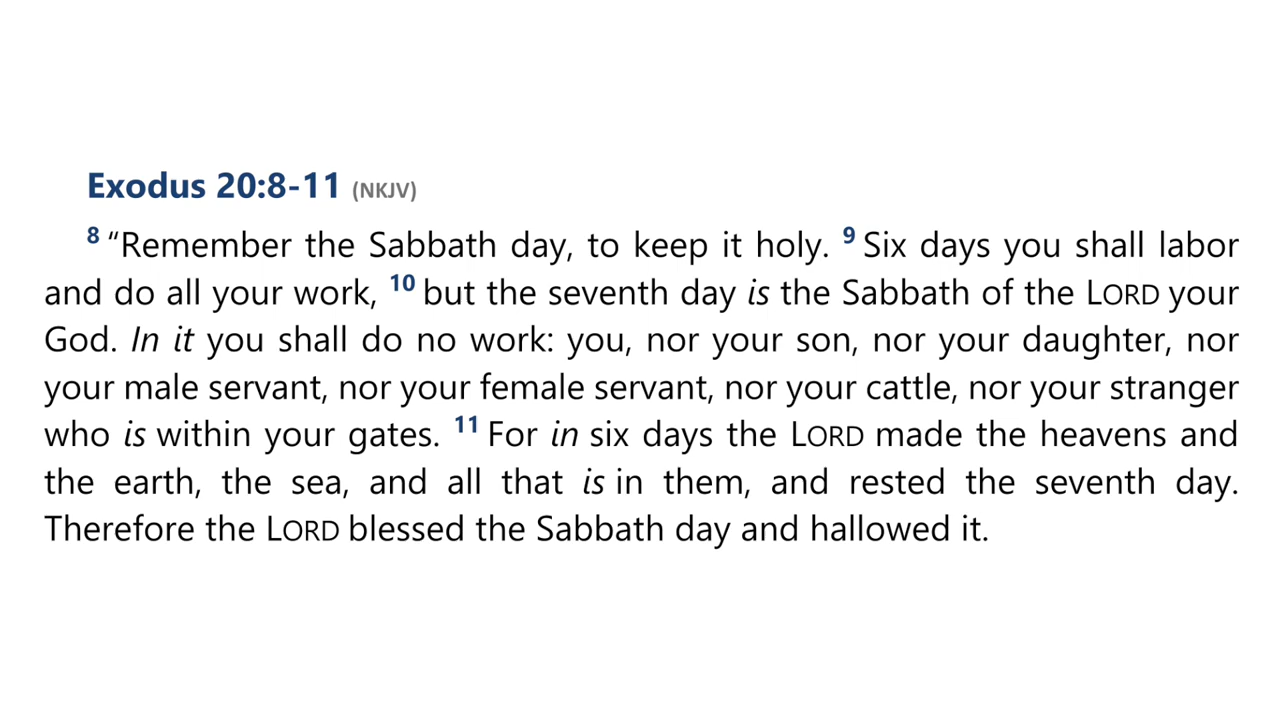 Exodus 20:8-11 (NKJV)
8 “Remember the Sabbath day, to keep it holy. 9 Six days you shall labor
and do all your work, 10 but the seventh day is the Sabbath of the LORD your
God. In it you shall do no work: you, nor your son, nor your daughter, nor
your male servant, nor your female servant, nor your cattle, nor your stranger
who is within your gates. 11 For in six days the LORD made the heavens and
the earth, the sea, and all that is in them, and rested the seventh day.
Therefore the LORD blessed the Sabbath day and hallowed it.